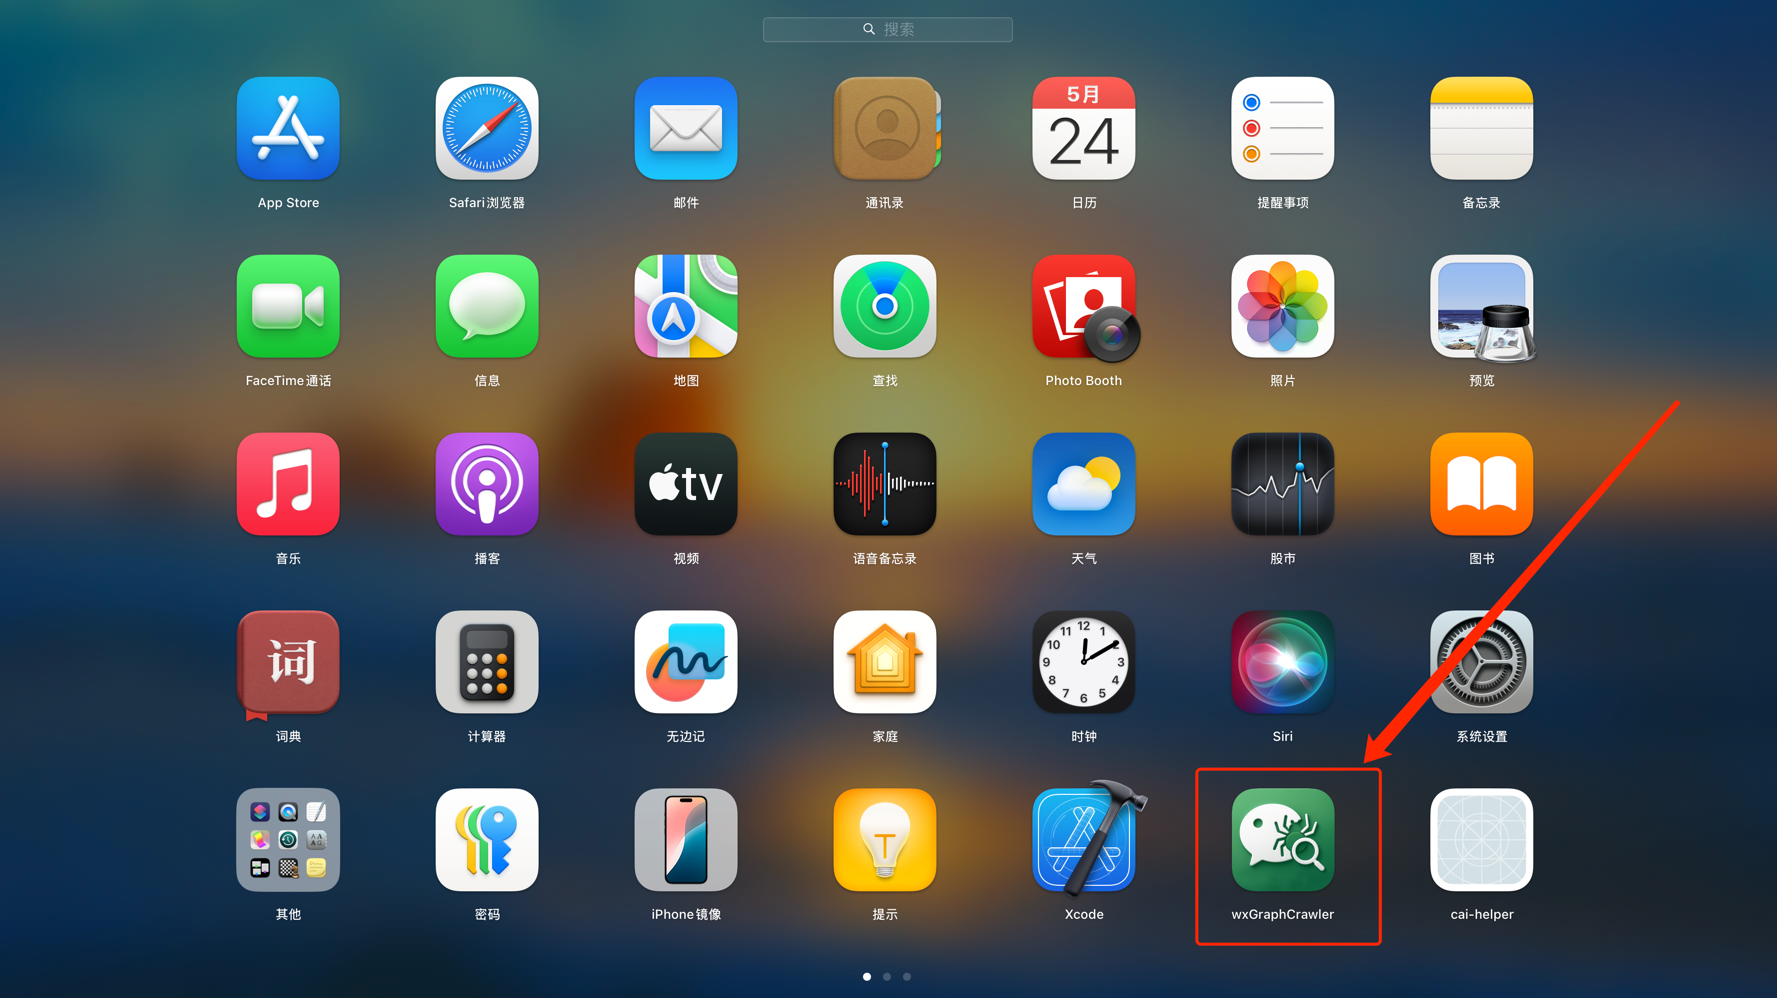 搜索
5月
24
App Store
Safari浏览器
邮件
通讯录
日历
提醒事项
备忘录
FaceTime通话
信息
地图
查找
Photo Booth
照片
预览
tv
音乐
播客
视频
语音备忘录
天气
股市
图书
词
12
11 1
10 2
9 3
8 4
7 5
6
词典
计算器
无边记
家庭
时钟
Siri
系统设置
其他
密码
iPhone镜像
提示
Xcode
wxGraphCrawler
cai-helper